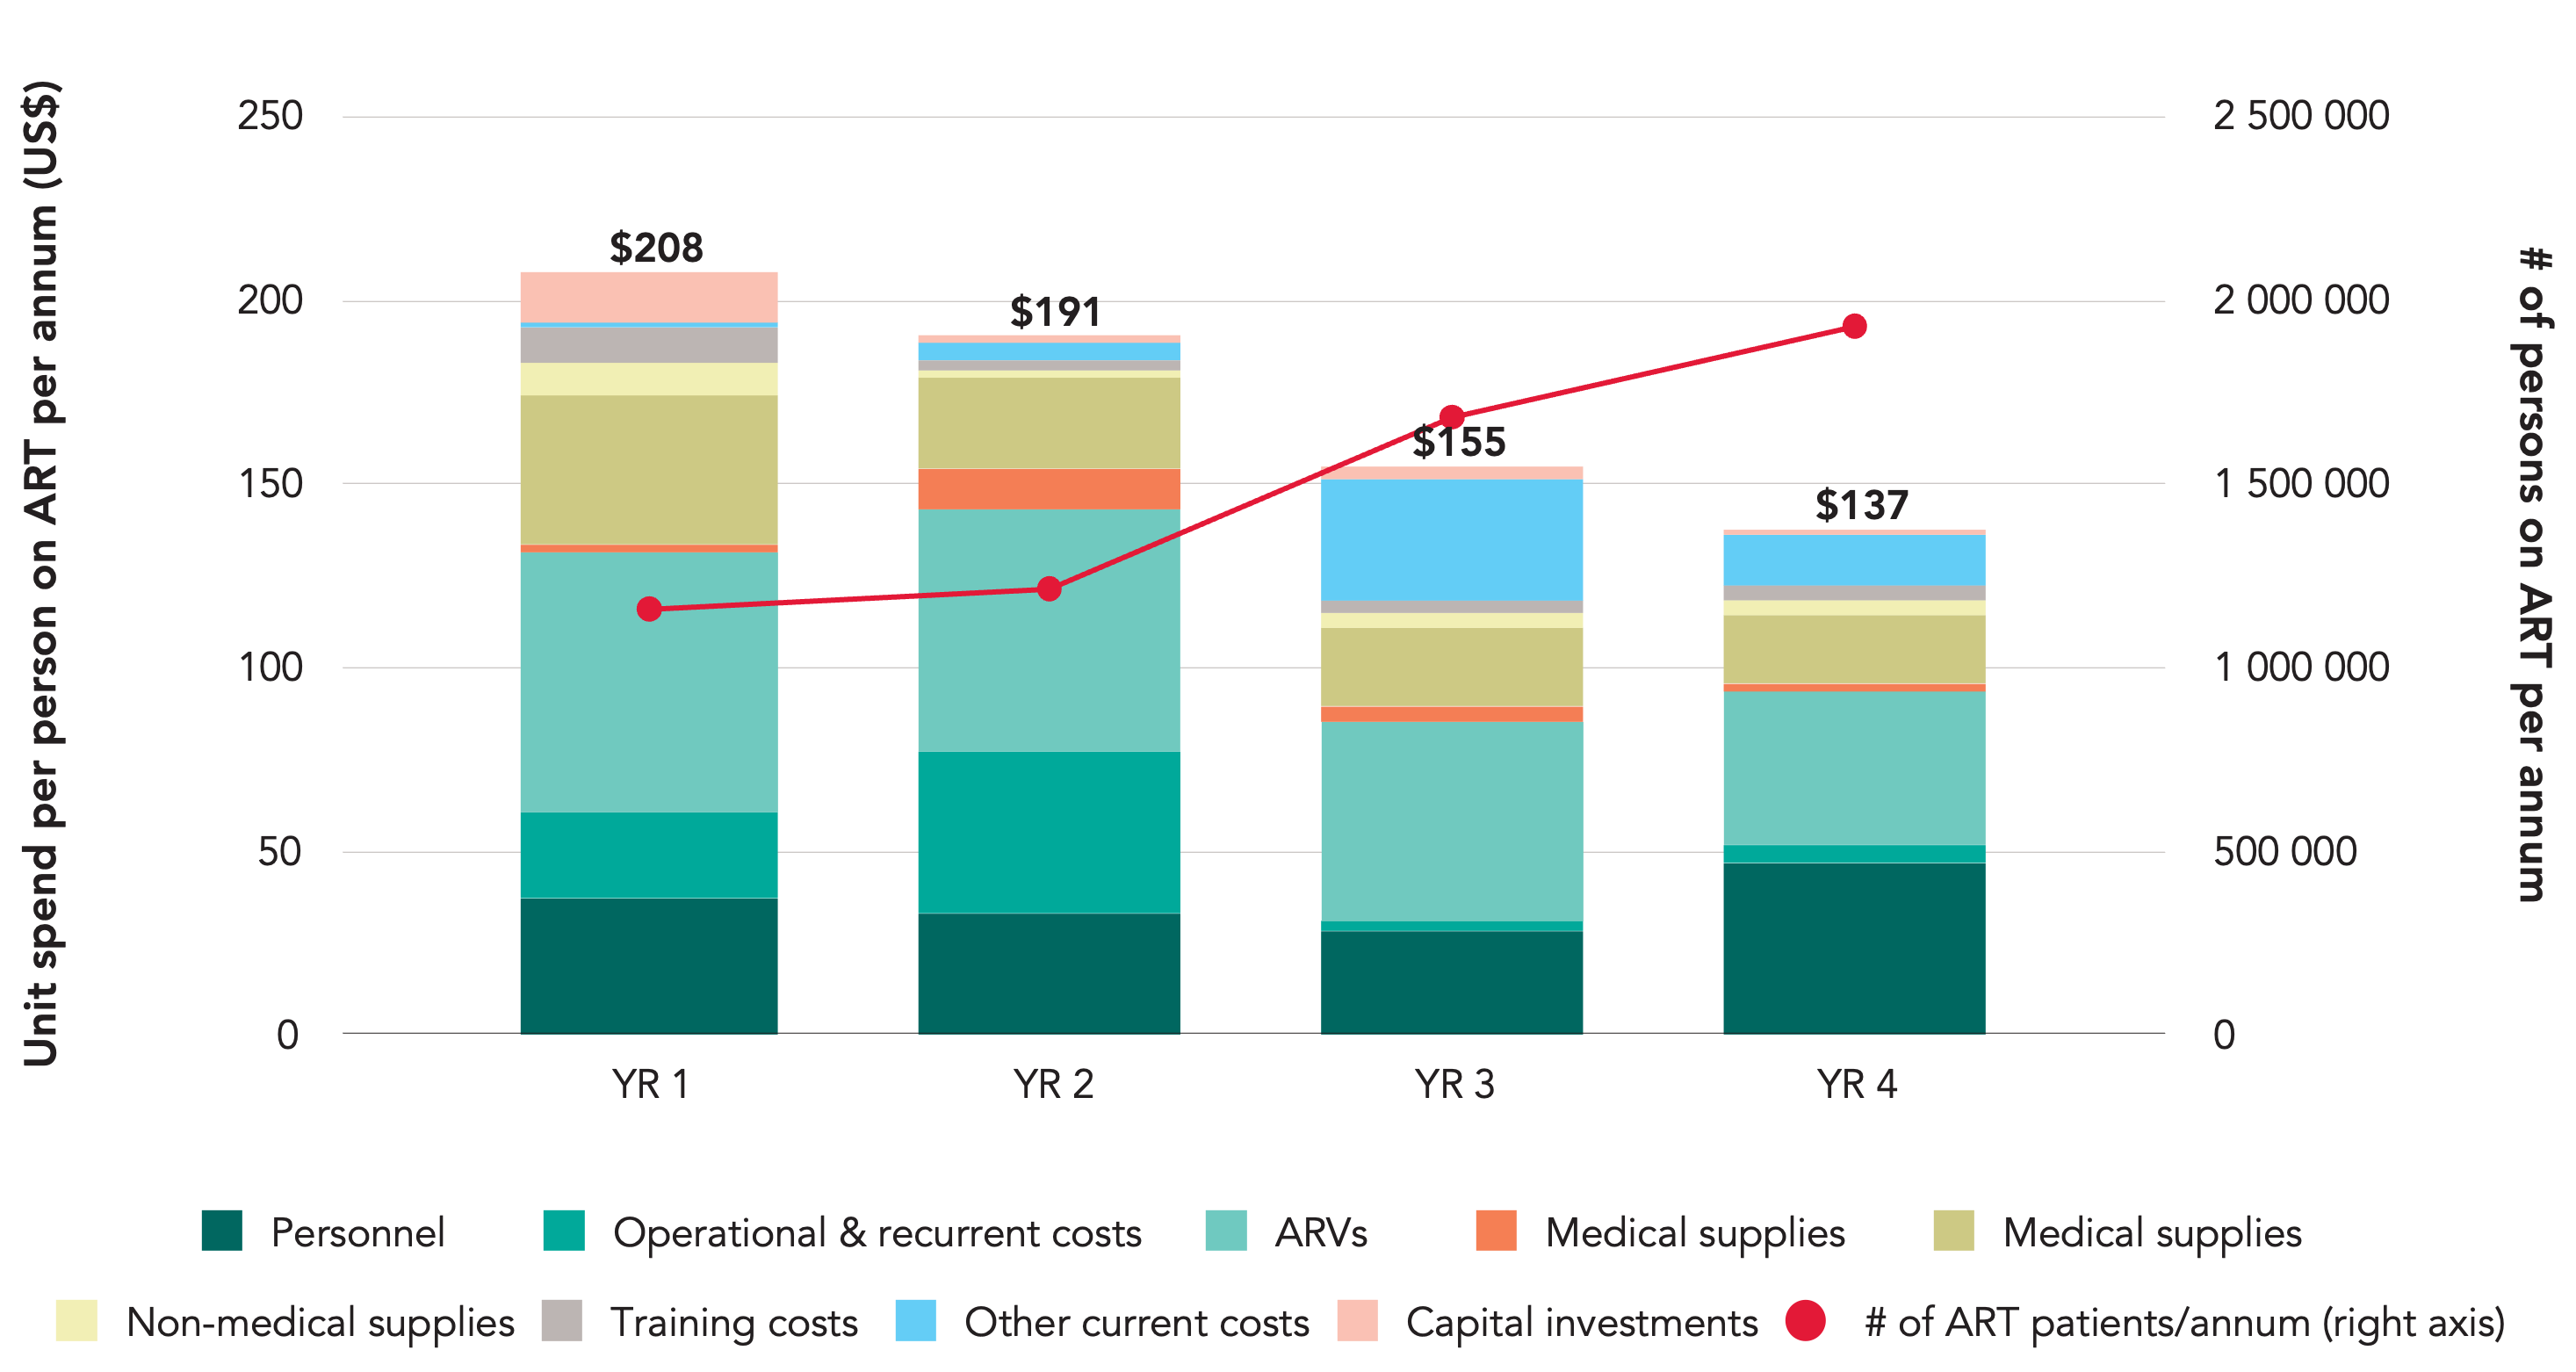 Unit spend per person on ART per annum (US$)
250
200
150
100
50
0
$208
$191
$155
$137
2 500 000
2 000 000
1 500 000
1 000 000
500 000
0
# of persons on ART per annum
YR 1
YR 2
YR 3
YR 4
Personnel
Operational & recurrent costs
ARVs
Medical supplies
Medical supplies
Non-medical supplies
Training costs
Other current costs
Capital investments
# of ART patients/annum (right axis)